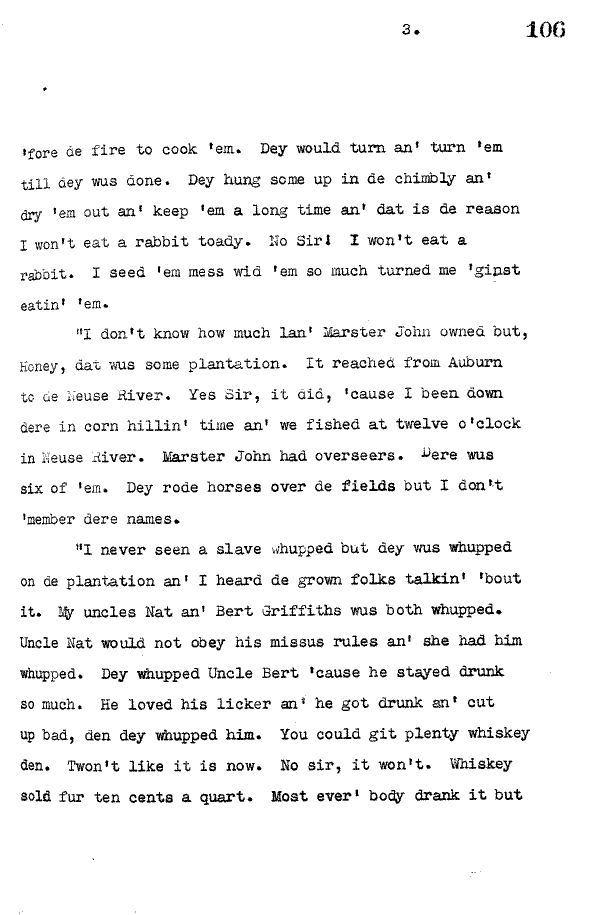 3. 106
'fore de fire to cook 'em. Dey would turn an' turn 'em
till dey wus done. Dey hung some up in de chimbly an'
dry 'em out an' keep 'em a long time an' dat is de reason
I won't eat a rabbit toady. No Sir! I won't eat a
rabbit. I seed 'em mess wid 'em so much turned me 'ginst
eatin' 'em.
"I don't know how much lan' Marster John owned but,
Honey, dat wus some plantation. It reached from Auburn
to de Neuse River. Yes Sir, it did, 'cause I been down
dere in corn hillin' time an' we fished at twelve o'clock
in Neuse River. Marster John had overseers. Dere wus
six of 'em. Dey rode horses over de fields but I don't
'member dere names.
"I never seen a slave whupped but dey wus whupped
on de plantation an' I heard de grown folks talkin' 'bout
it. My uncles Nat an' Bert Griffiths wus both whupped.
Uncle Nat would not obey his missus rules an' she had him
whupped. Dey whupped Uncle Bert 'cause he stayed drunk
so much. He loved his licker an' he got drunk an' cut
up bad, den dey whupped him. You could git plenty whiskey
den. Twon't like it is now. No sir, it won't. Whiskey
sold fur ten cents a quart. Most ever' body drank it but